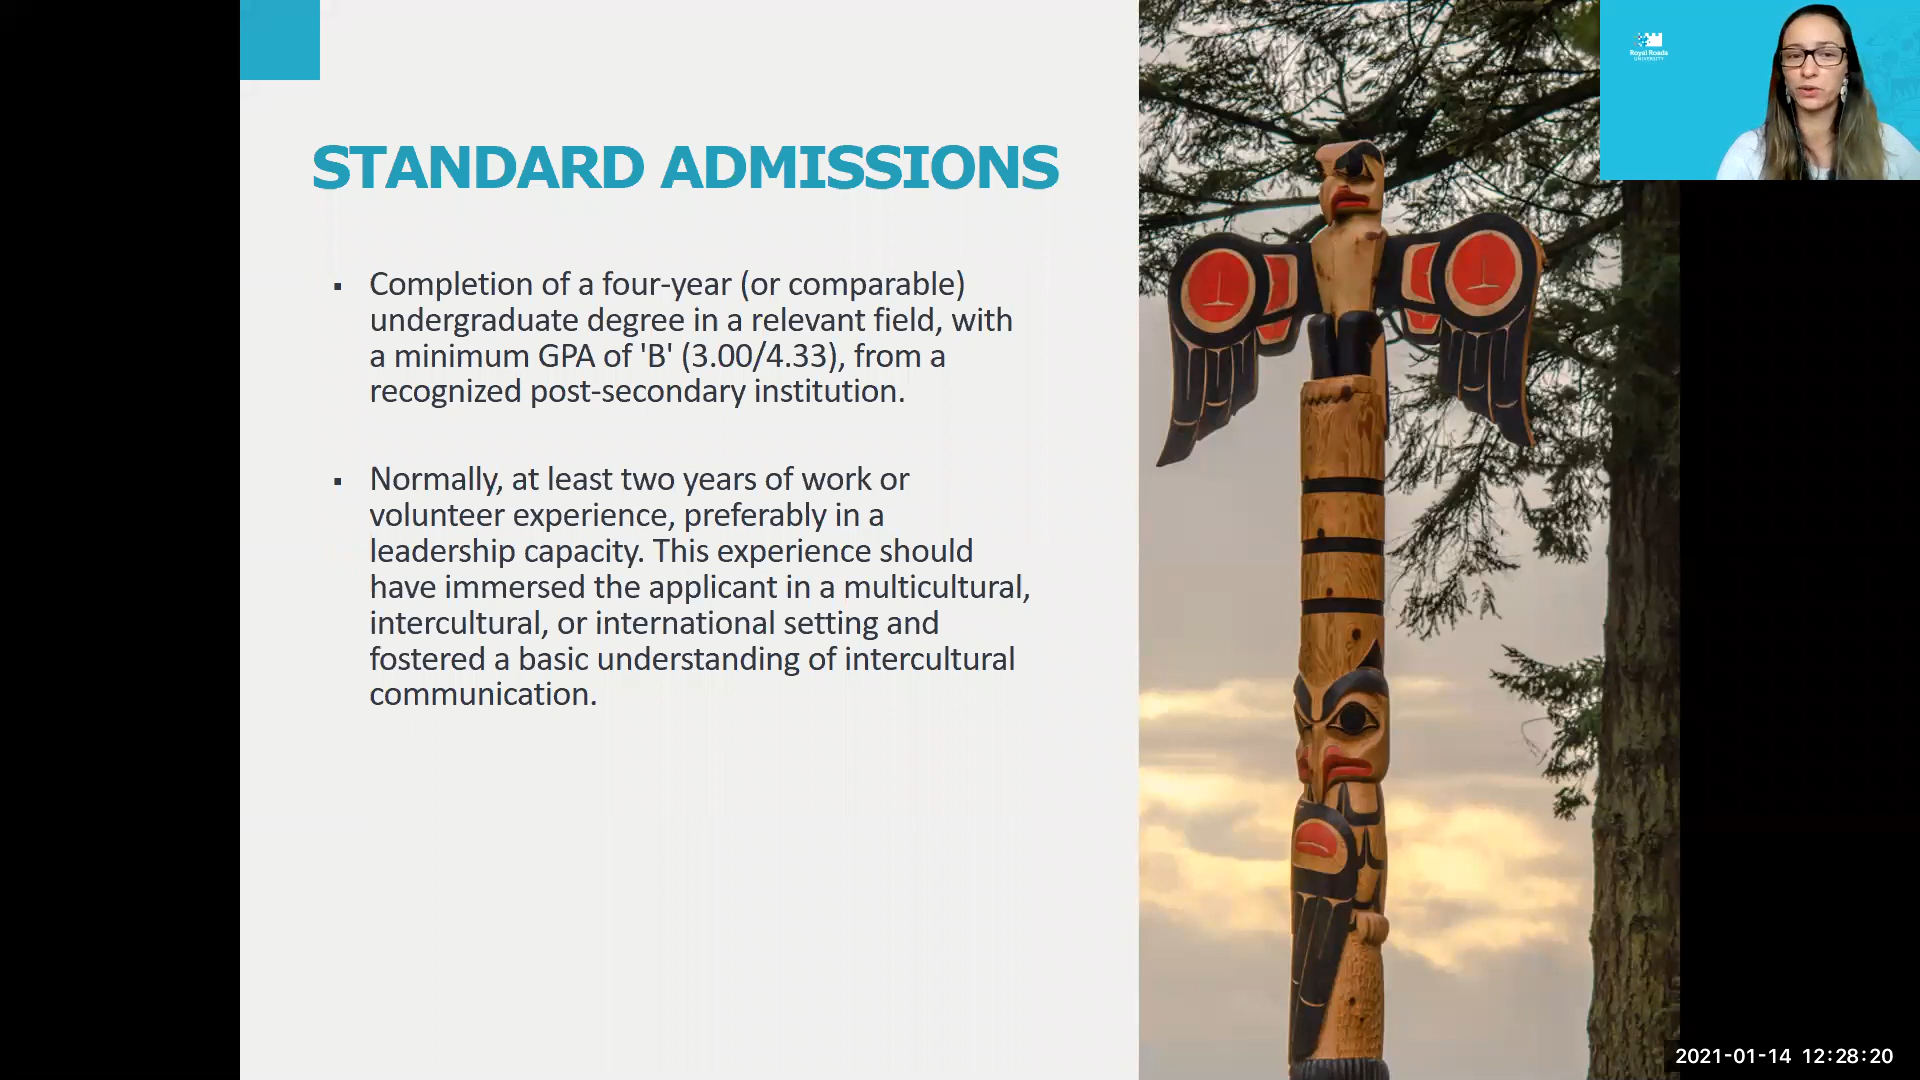 STANDARD ADMISSIONS
▪ Completion of a four-year (or comparable)
undergraduate degree in a relevant field, with
a minimum GPA of 'B' (3.00/4.33), from a
recognized post-secondary institution.
▪ Normally, at least two years of work or
volunteer experience, preferably in a
leadership capacity. This experience should
have immersed the applicant in a multicultural,
intercultural, or international setting and
fostered a basic understanding of intercultural
communication.
Royal Roads
UNIVERSITY
2021-01-14 12:28:20